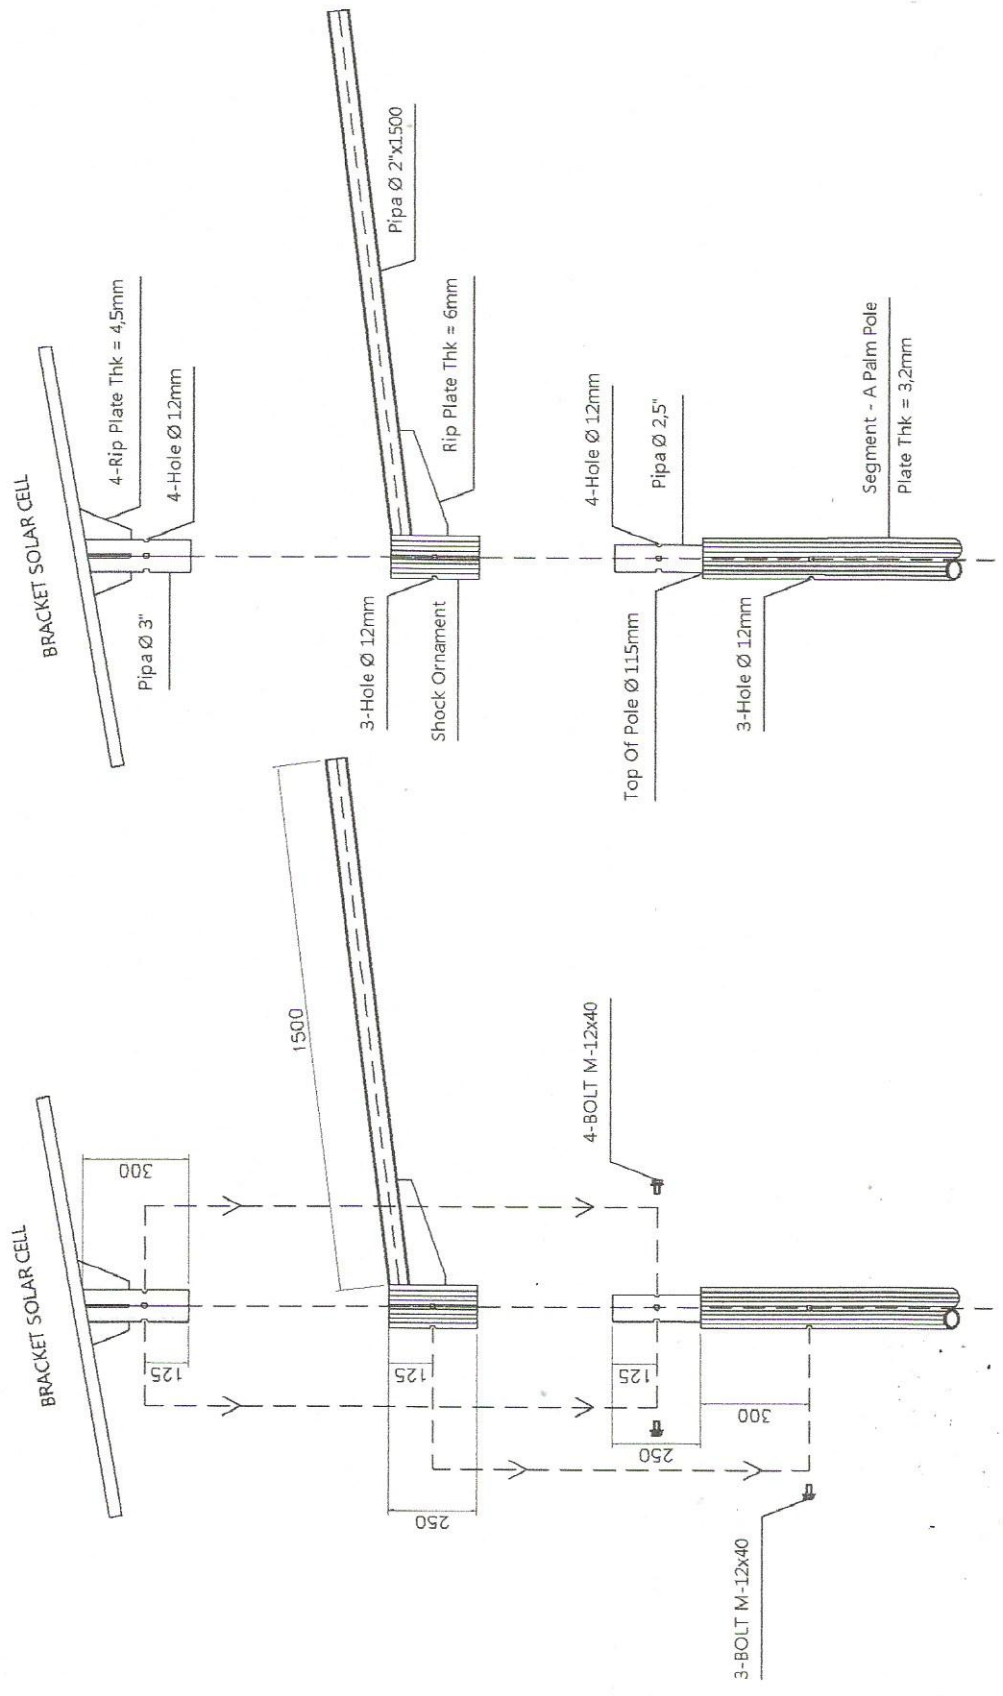 BRACKET SOLAR CELL
300
125
1500
125
250
4-BOLT M-12x40
125
250
300
3-BOLT M-12x40
BRACKET SOLAR CELL
4-Rip Plate Thk = 4,5mm
4-Hole Ø 12mm
Pipa Ø 3"
Pipa Ø 2"x1500
Rip Plate Thk = 6mm
3-Hole Ø 12mm
Shock Ornament
4-Hole Ø 12mm
Pipa Ø 2,5"
Top Of Pole Ø 115mm
3-Hole Ø 12mm
Segment - A Palm Pole
Plate Thk = 3,2mm